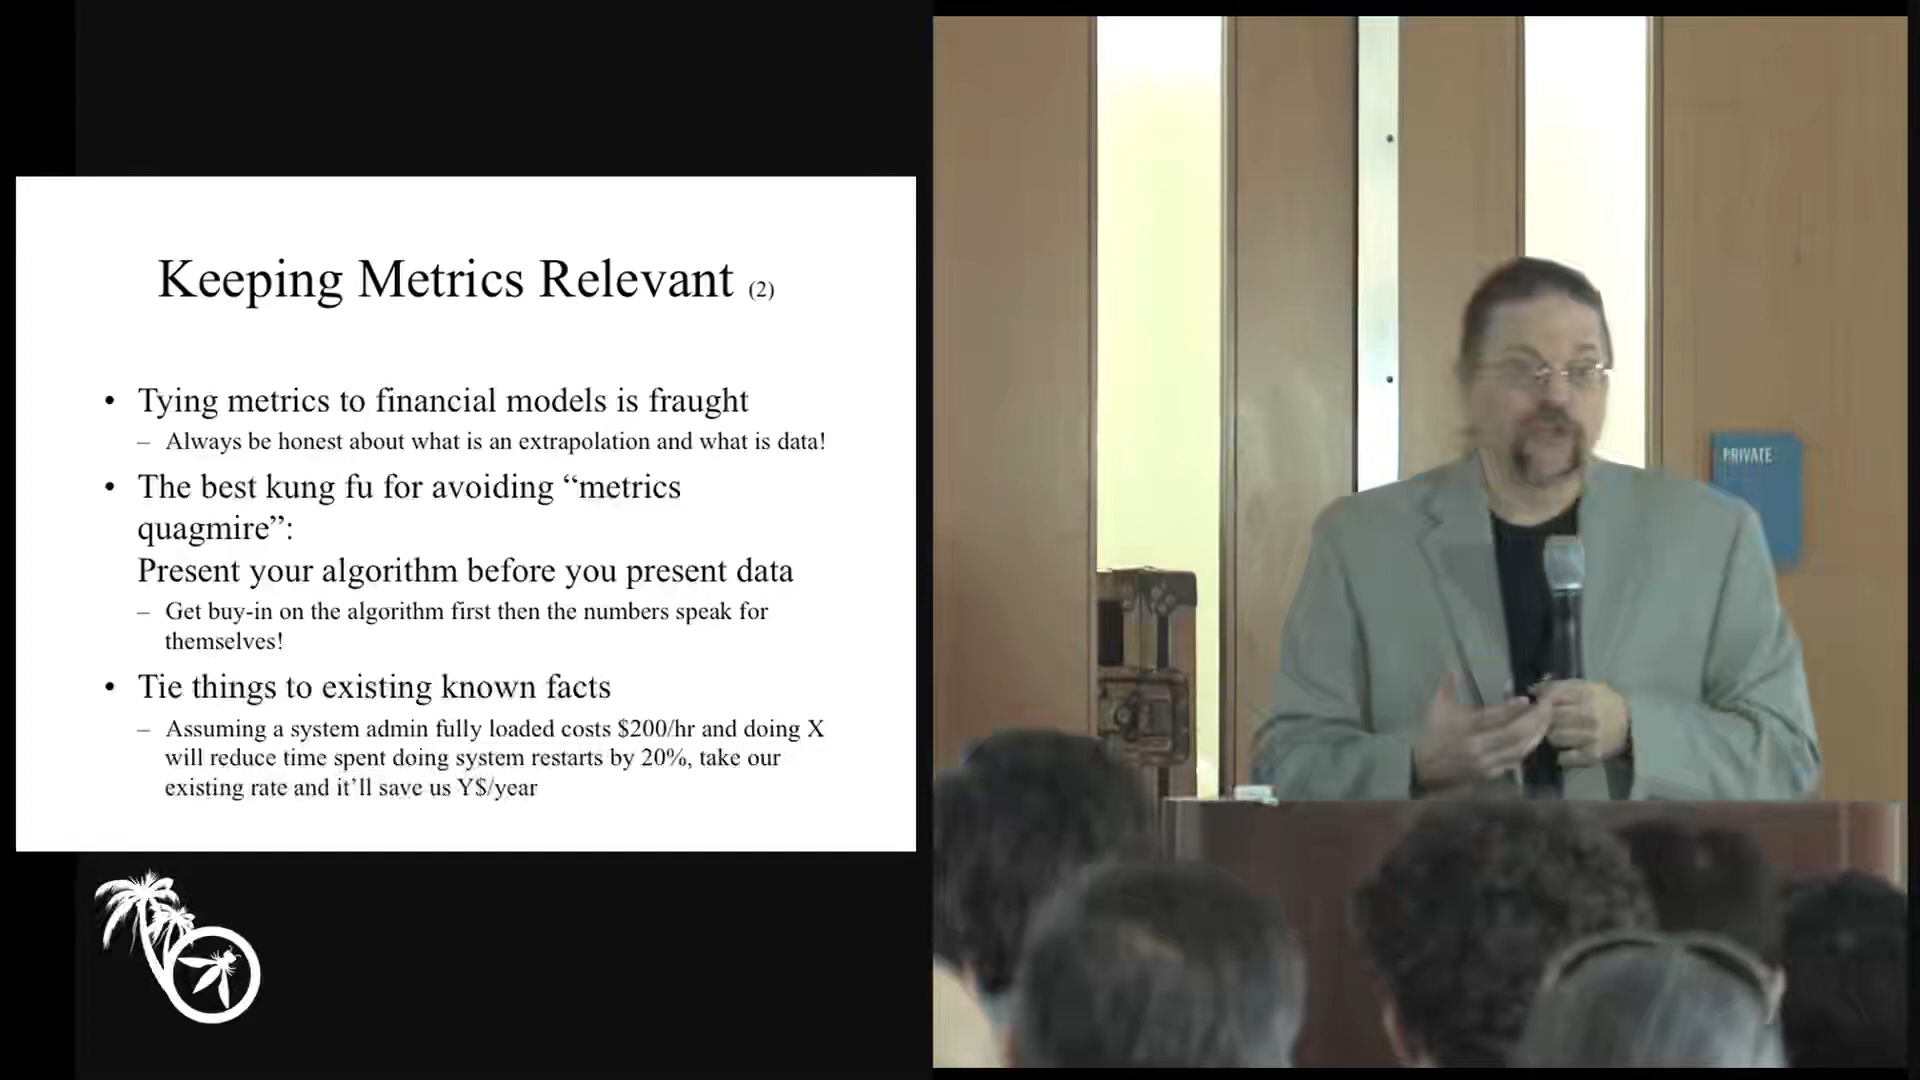 Keeping Metrics Relevant (2)
• Tying metrics to financial models is fraught
– Always be honest about what is an extrapolation and what is data!
• The best kung fu for avoiding “metrics
quagmire”:
Present your algorithm before you present data
– Get buy-in on the algorithm first then the numbers speak for
themselves!
• Tie things to existing known facts
– Assuming a system admin fully loaded costs $200/hr and doing X
will reduce time spent doing system restarts by 20%, take our
existing rate and it’ll save us Y$/year
PRIVATE